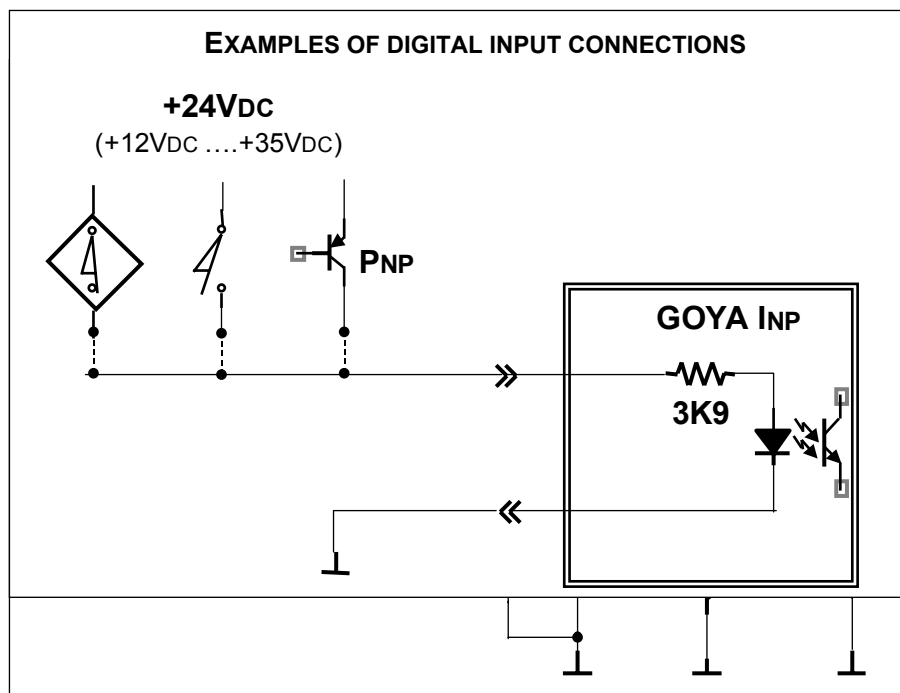 EXAMPLES OF DIGITAL INPUT CONNECTIONS
+24VDC
(+12VDC ....+35VDC)
PNP
GOYA INP
3K9